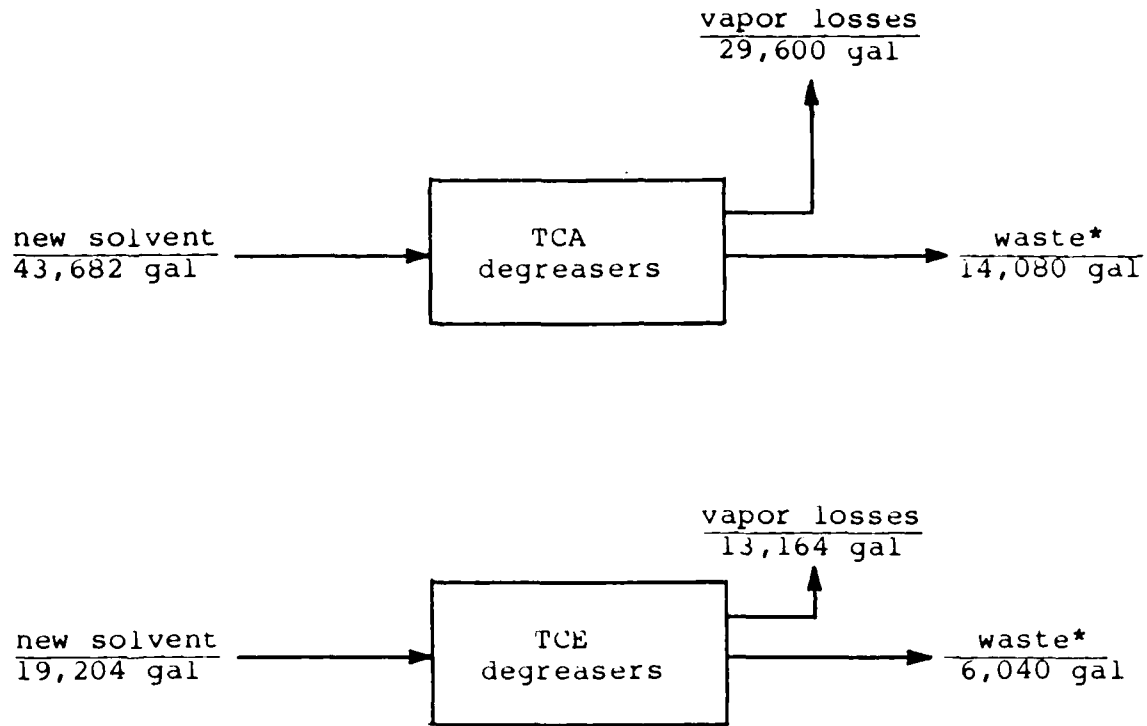 vapor losses
29,600 gal
new solvent
43,682 gal
TCA
degreasers
waste*
14,080 gal
vapor losses
13,164 gal
new solvent
19,204 gal
TCE
degreasers
waste*
6,040 gal